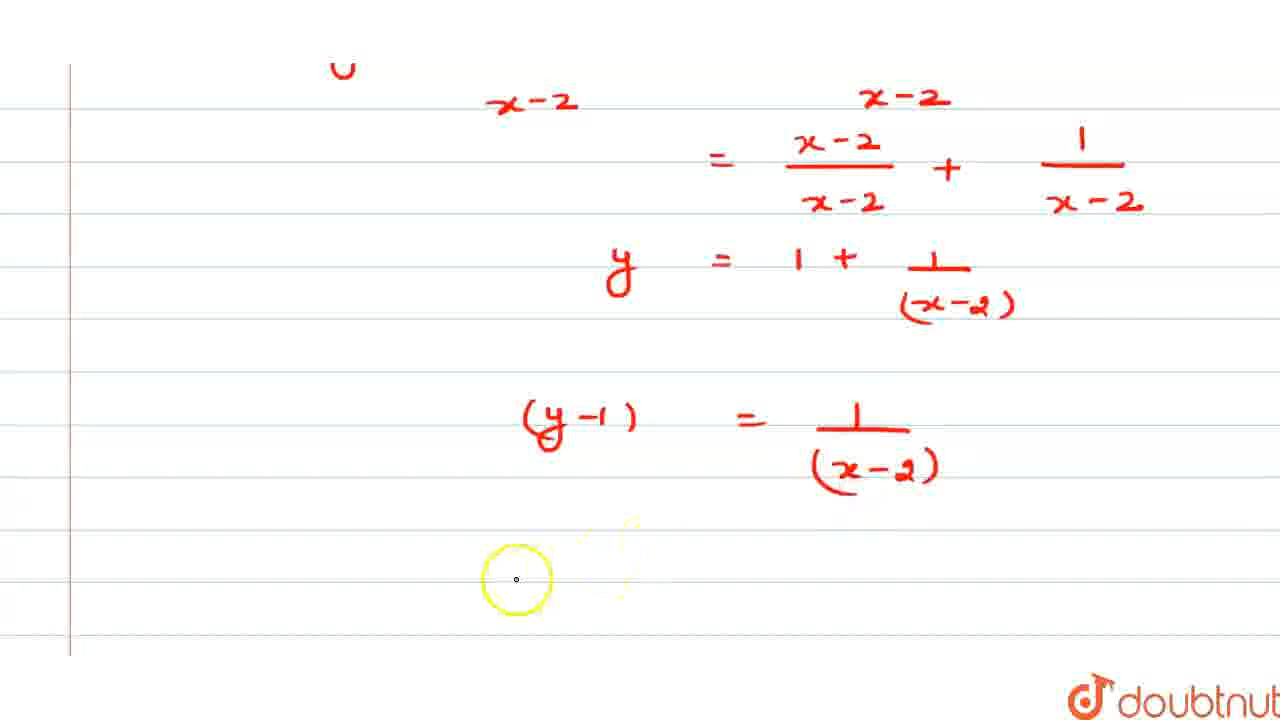 x-2 x-2
= x-2/x-2 + 1/x-2
y = 1 + 1/(x-2)
(y-1) = 1/(x-2)
doubtnut